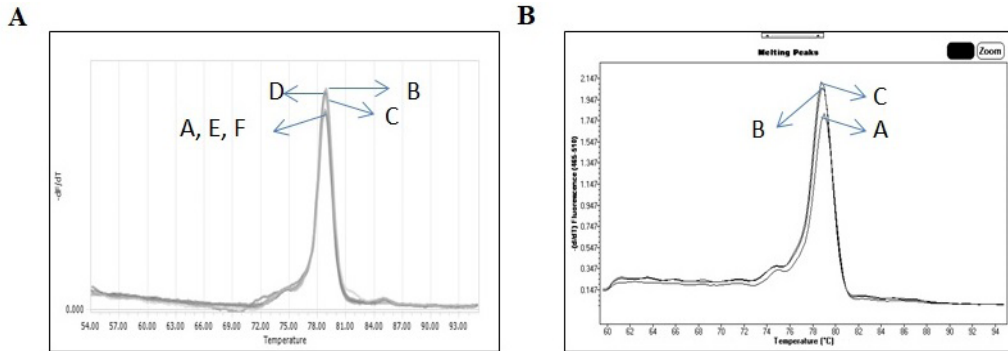 A
B
D
B
C
A, E, F
-dF/dT
0.000
54.00 57.00 60.00 63.00 66.00 69.00 72.00 75.00 78.00 81.00 84.00 87.00 90.00 93.00
Temperature
Melting Peaks
Zoom
2.147
1.947
1.747
1.547
1.347
1.147
0.947
0.747
0.547
0.347
0.147
-(d/dT) Fluorescence (465-510)
C
B
A
60 62 64 66 68 70 72 74 76 78 80 82 84 86 88 90 92 94
Temperature (°C)